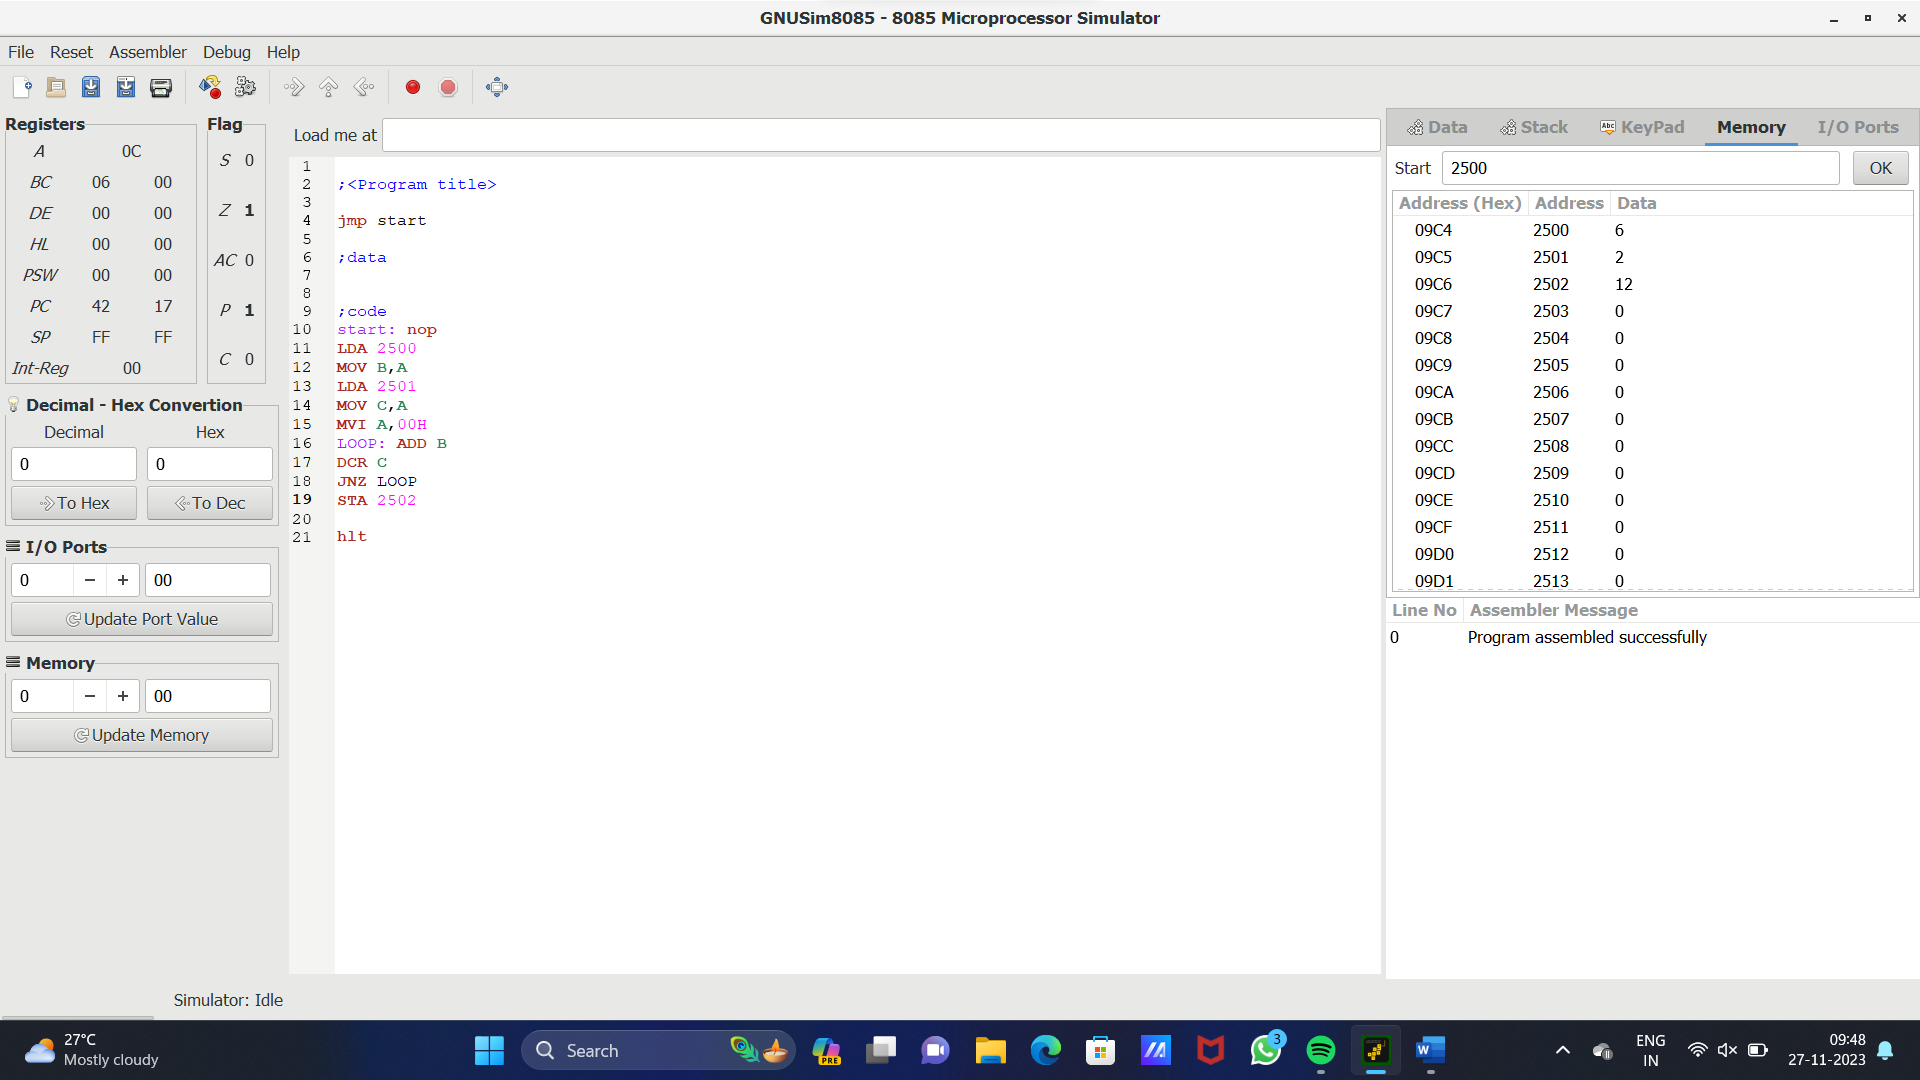 GNUSim8085 - 8085 Microprocessor Simulator
File Reset Assembler Debug Help
Registers
A 0C
BC 06 00
DE 00 00
HL 00 00
PSW 00 00
PC 42 17
SP FF FF
Int-Reg 00
Flag
S 0
Z 1
AC 0
P 1
C 0
Decimal - Hex Convertion
Decimal Hex
0 0
To Hex To Dec
I/O Ports
0 − + 00
Update Port Value
Memory
0 − + 00
Update Memory
Load me at
1
2 ;<Program title>
3
4 jmp start
5
6 ;data
7
8
9 ;code
10 start: nop
11 LDA 2500
12 MOV B,A
13 LDA 2501
14 MOV C,A
15 MVI A,00H
16 LOOP: ADD B
17 DCR C
18 JNZ LOOP
19 STA 2502
20
21 hlt
Data Stack Abc KeyPad Memory I/O Ports
Start 2500 OK
Address (Hex) Address Data
09C4 2500 6
09C5 2501 2
09C6 2502 12
09C7 2503 0
09C8 2504 0
09C9 2505 0
09CA 2506 0
09CB 2507 0
09CC 2508 0
09CD 2509 0
09CE 2510 0
09CF 2511 0
09D0 2512 0
09D1 2513 0
Line No Assembler Message
0 Program assembled successfully
Simulator: Idle
27°C
Mostly cloudy
Search
PRE
3
W
ENG
IN
09:48
27-11-2023